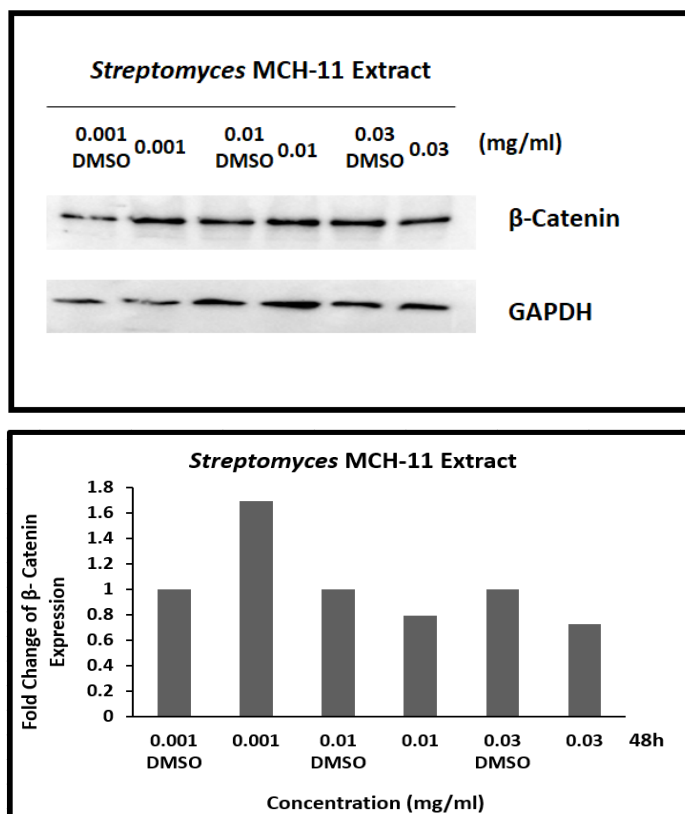 Streptomyces MCH-11 Extract
0.001 DMSO 0.001 0.01 DMSO 0.01 0.03 DMSO 0.03 (mg/ml)
β-Catenin
GAPDH
Streptomyces MCH-11 Extract
Fold Change of β- Catenin
Expression
1.8
1.6
1.4
1.2
1
0.8
0.6
0.4
0.2
0
0.001 DMSO 0.001 0.01 DMSO 0.01 0.03 DMSO 0.03 48h
Concentration (mg/ml)